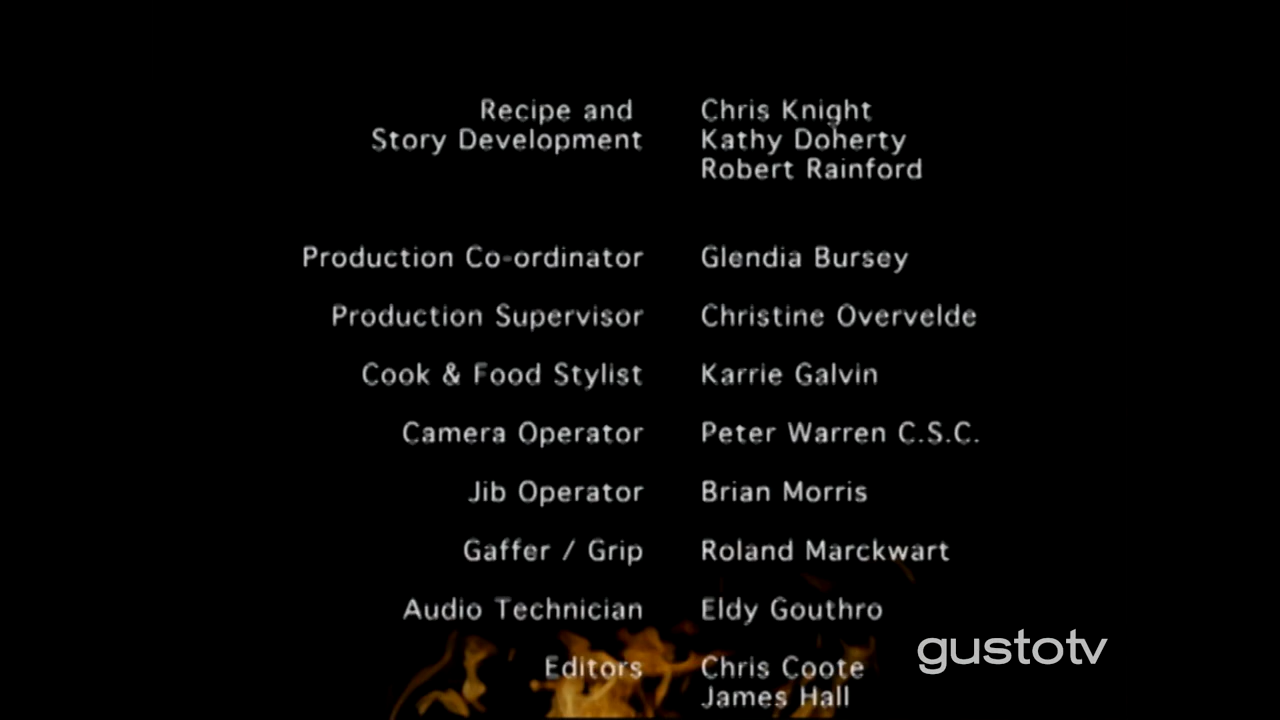 Recipe and Chris Knight
Story Development Kathy Doherty
Robert Rainford
Production Co-ordinator Glendia Bursey
Production Supervisor Christine Overvelde
Cook & Food Stylist Karrie Galvin
Camera Operator Peter Warren C.S.C.
Jib Operator Brian Morris
Gaffer / Grip Roland Marckwart
Audio Technician Eldy Gouthro
Editors Chris Coote
James Hall
gustotv